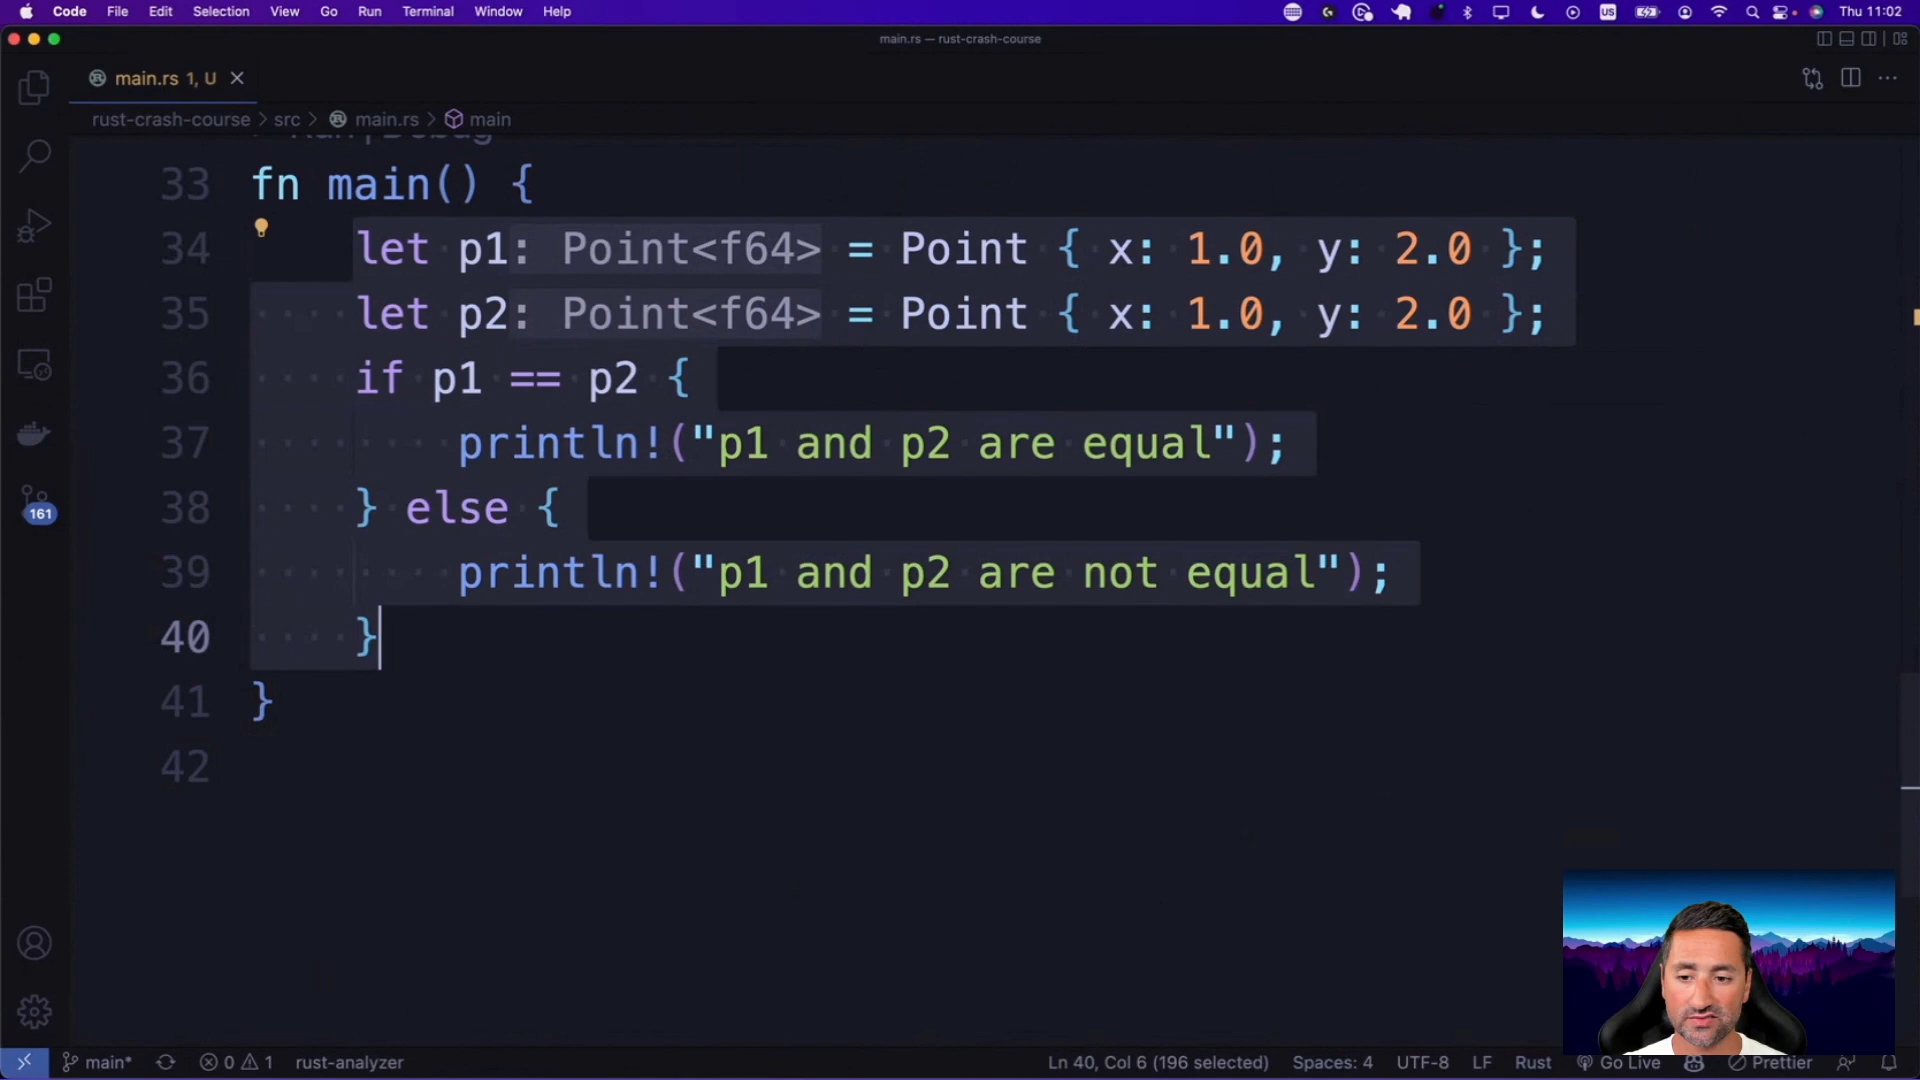 Code File Edit Selection View Go Run Terminal Window Help
US Thu 11:02
main.rs — rust-crash-course
main.rs 1, U
rust-crash-course > src > main.rs > main
Run | Debug
33 fn main() {
34 let p1: Point<f64> = Point { x: 1.0, y: 2.0 };
35 let p2: Point<f64> = Point { x: 1.0, y: 2.0 };
36 if p1 == p2 {
37 println!("p1 and p2 are equal");
38 } else {
39 println!("p1 and p2 are not equal");
40 }
41 }
42
161
main* 0 1 rust-analyzer Ln 40, Col 6 (196 selected) Spaces: 4 UTF-8 LF Rust Go Live Prettier